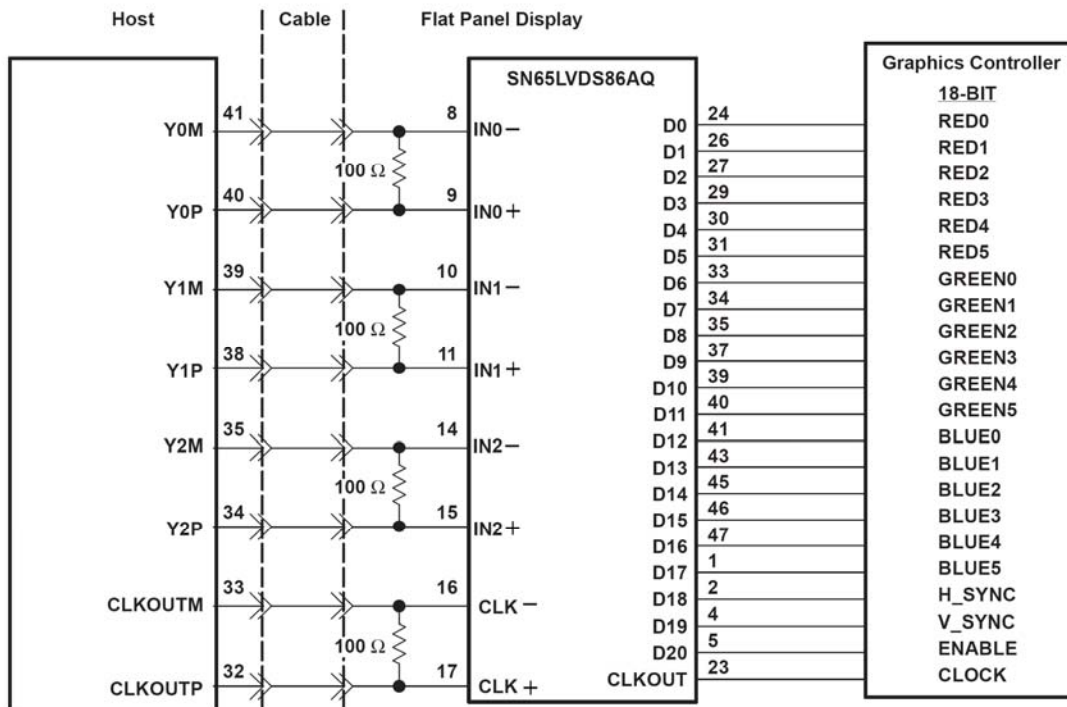 Host Cable Flat Panel Display
SN65LVDS86AQ
Graphics Controller
18-BIT
41 8 24
Y0M IN0− D0 RED0
100 Ω
26
D1 RED1
27
D2 RED2
40 9 29
Y0P IN0+ D3 RED3
30
D4 RED4
31
D5 RED5
39 10 33
Y1M IN1− D6 GREEN0
100 Ω
34
D7 GREEN1
35
D8 GREEN2
38 11 37
Y1P IN1+ D9 GREEN3
39
D10 GREEN4
40
D11 GREEN5
35 14 41
Y2M IN2− D12 BLUE0
100 Ω
43
D13 BLUE1
45
D14 BLUE2
34 15 46
Y2P IN2+ D15 BLUE3
47
D16 BLUE4
1
D17 BLUE5
33 16 2
CLKOUTM CLK− D18 H_SYNC
100 Ω
4
D19 V_SYNC
5
D20 ENABLE
32 17 23
CLKOUTP CLK+ CLKOUT CLOCK